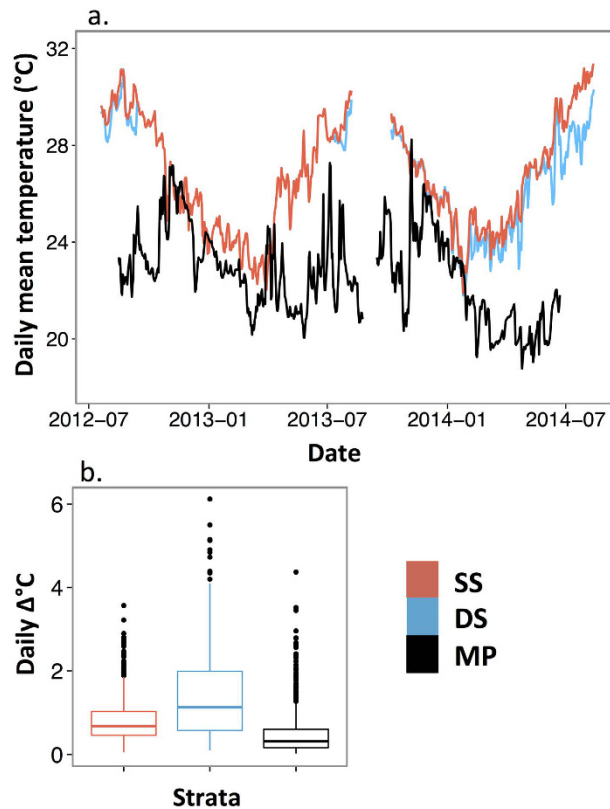 a.
32
28
24
20
Daily mean temperature (°C)
2012–07
2013–01
2013–07
2014–01
2014–07
Date
b.
6
4
2
0
Daily Δ°C
Strata
SS
DS
MP